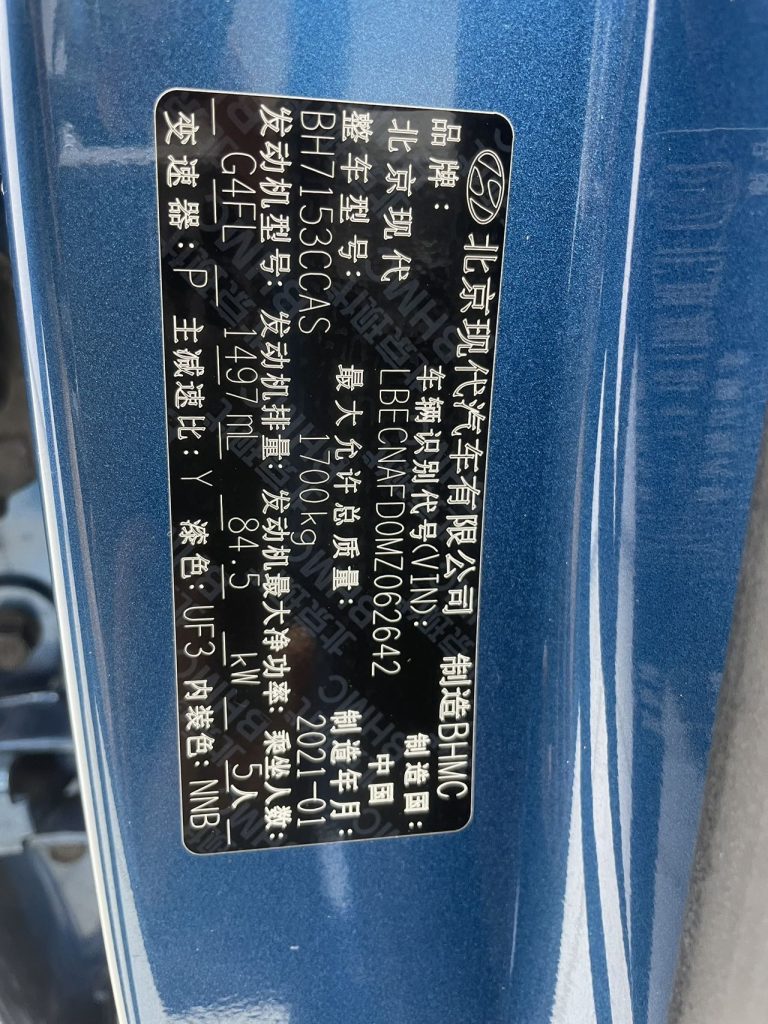 北京现代汽车有限公司 制造BHMC
品牌: 车辆识别代号(VIN): 制造国:
北京现代 LBECNAFD0MZ062642 中国
整车型号: 最大允许总质量: 制造年月:
BH7153CCAS 1700kg 2021-01
发动机型号: 发动机排量: 发动机最大净功率: 乘坐人数:
G4FL 1497ml 84.5 kW 5人
变速器: P 主减速比: Y 漆色: UF3 内装色: NNB